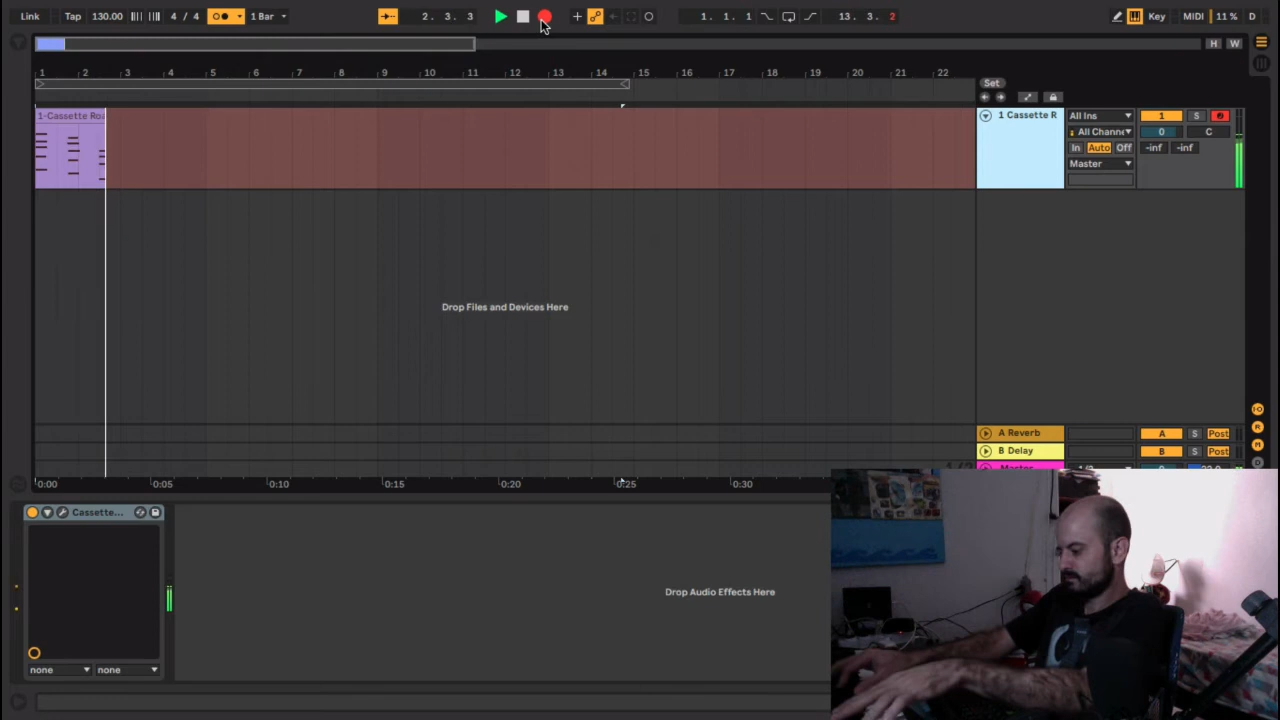 Link Tap 130.00 4 / 4 1 Bar 2. 3. 3 1. 1. 1 13. 3. 2 Key MIDI 11 % D
H W
1 2 3 4 5 6 7 8 9 10 11 12 13 14 15 16 17 18 19 20 21 22
Set
1-Cassette Roa
1 Cassette R
All Ins 1 S
All Channe 0 C
In Auto Off -inf -inf
Master
Drop Files and Devices Here
A Reverb A S Post
B Delay B S Post
0:00 0:05 0:10 0:15 0:20 0:25 0:30
Cassette...
Drop Audio Effects Here
none none